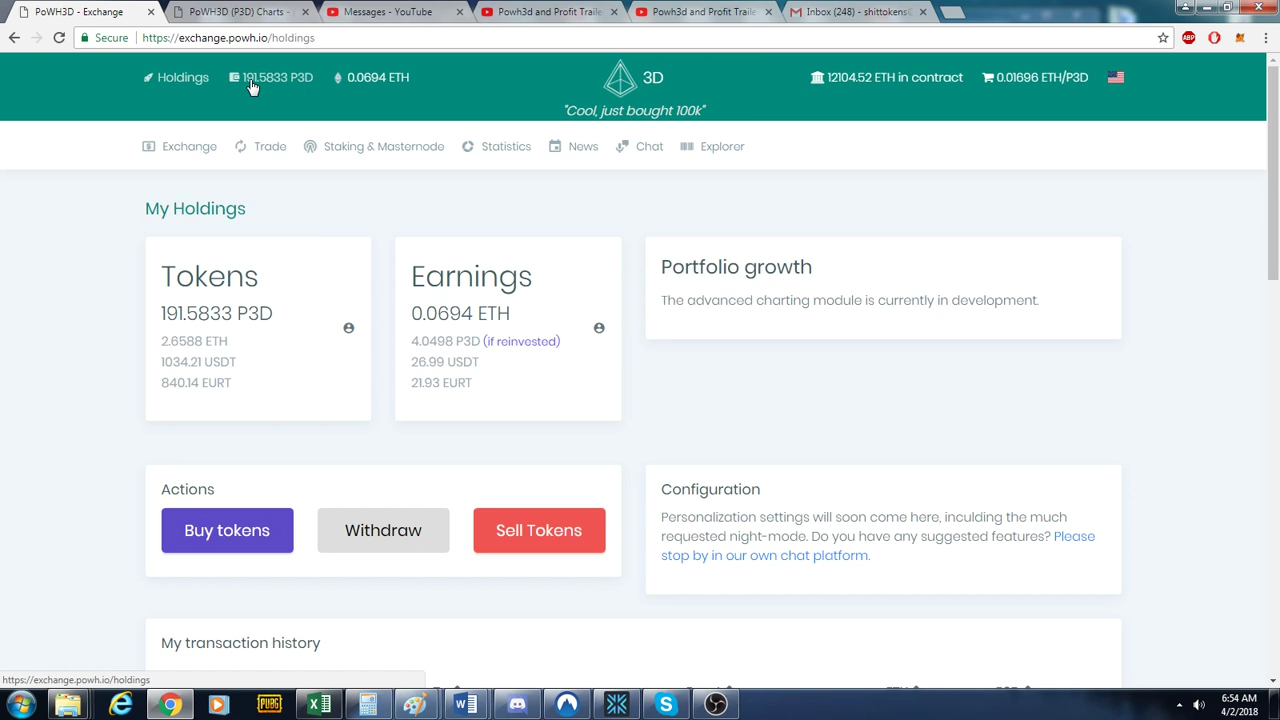 PoWH3D - Exchange
PoWH3D (P3D) Charts -
Messages - YouTube
Powh3d and Profit Traile
Powh3d and Profit Traile
Inbox (248) - shittokens@
Secure
https://exchange.powh.io/holdings
ABP
Holdings
191.5833 P3D
0.0694 ETH
3D
12104.52 ETH in contract
0.01696 ETH/P3D
"Cool, just bought 100k"
Exchange
Trade
Staking & Masternode
Statistics
News
Chat
Explorer
My Holdings
Tokens
191.5833 P3D
2.6588 ETH
1034.21 USDT
840.14 EURT
Earnings
0.0694 ETH
4.0498 P3D (if reinvested)
26.99 USDT
21.93 EURT
Portfolio growth
The advanced charting module is currently in development.
Actions
Buy tokens
Withdraw
Sell Tokens
Configuration
Personalization settings will soon come here, inculding the much
requested night-mode. Do you have any suggested features? Please
stop by in our own chat platform.
My transaction history
https://exchange.powh.io/holdings
PUBG
6:54 AM
4/2/2018